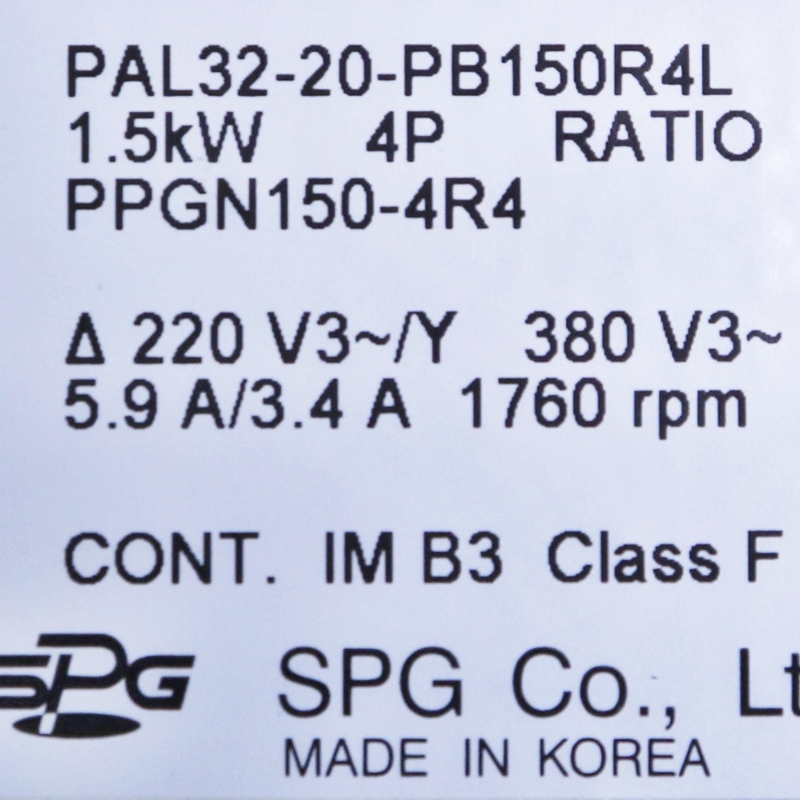 PAL32-20-PB150R4L
1.5kW 4P RATIO
PPGN150-4R4
Δ 220 V3~/Y 380 V3~
5.9 A/3.4 A 1760 rpm
CONT. IM B3 Class F
SPG SPG Co., Lt
MADE IN KOREA